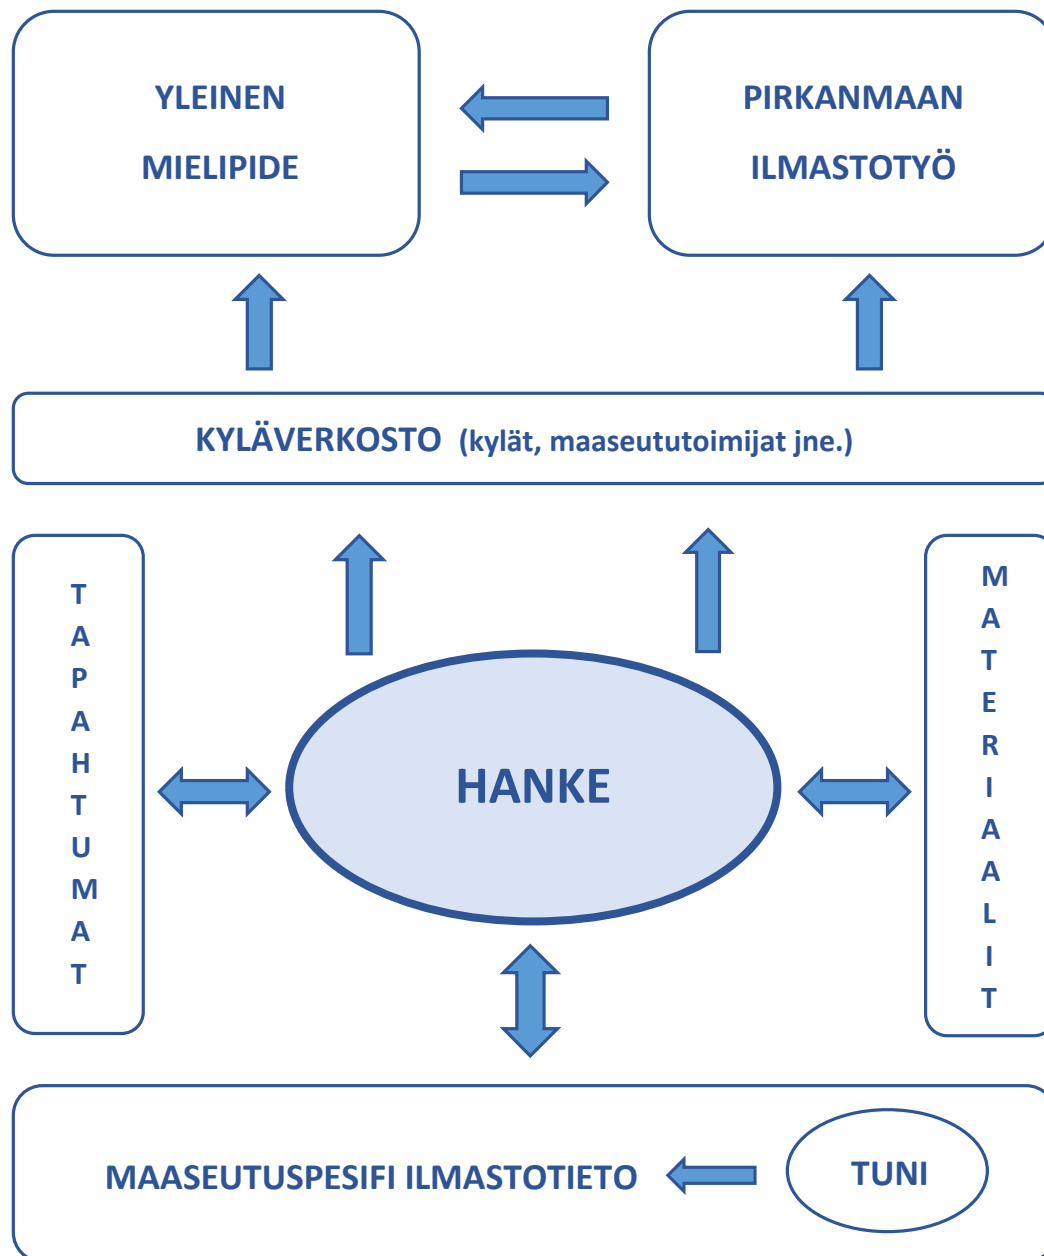 YLEINEN
MIELIPIDE
PIRKANMAAN
ILMASTOTYÖ
KYLÄVERKOSTO (kylät, maaseututoimijat jne.)
TAPAHTUMAT
HANKE
MATERIAALIT
MAASEUTUSPESIFI ILMASTOTIETO
TUNI